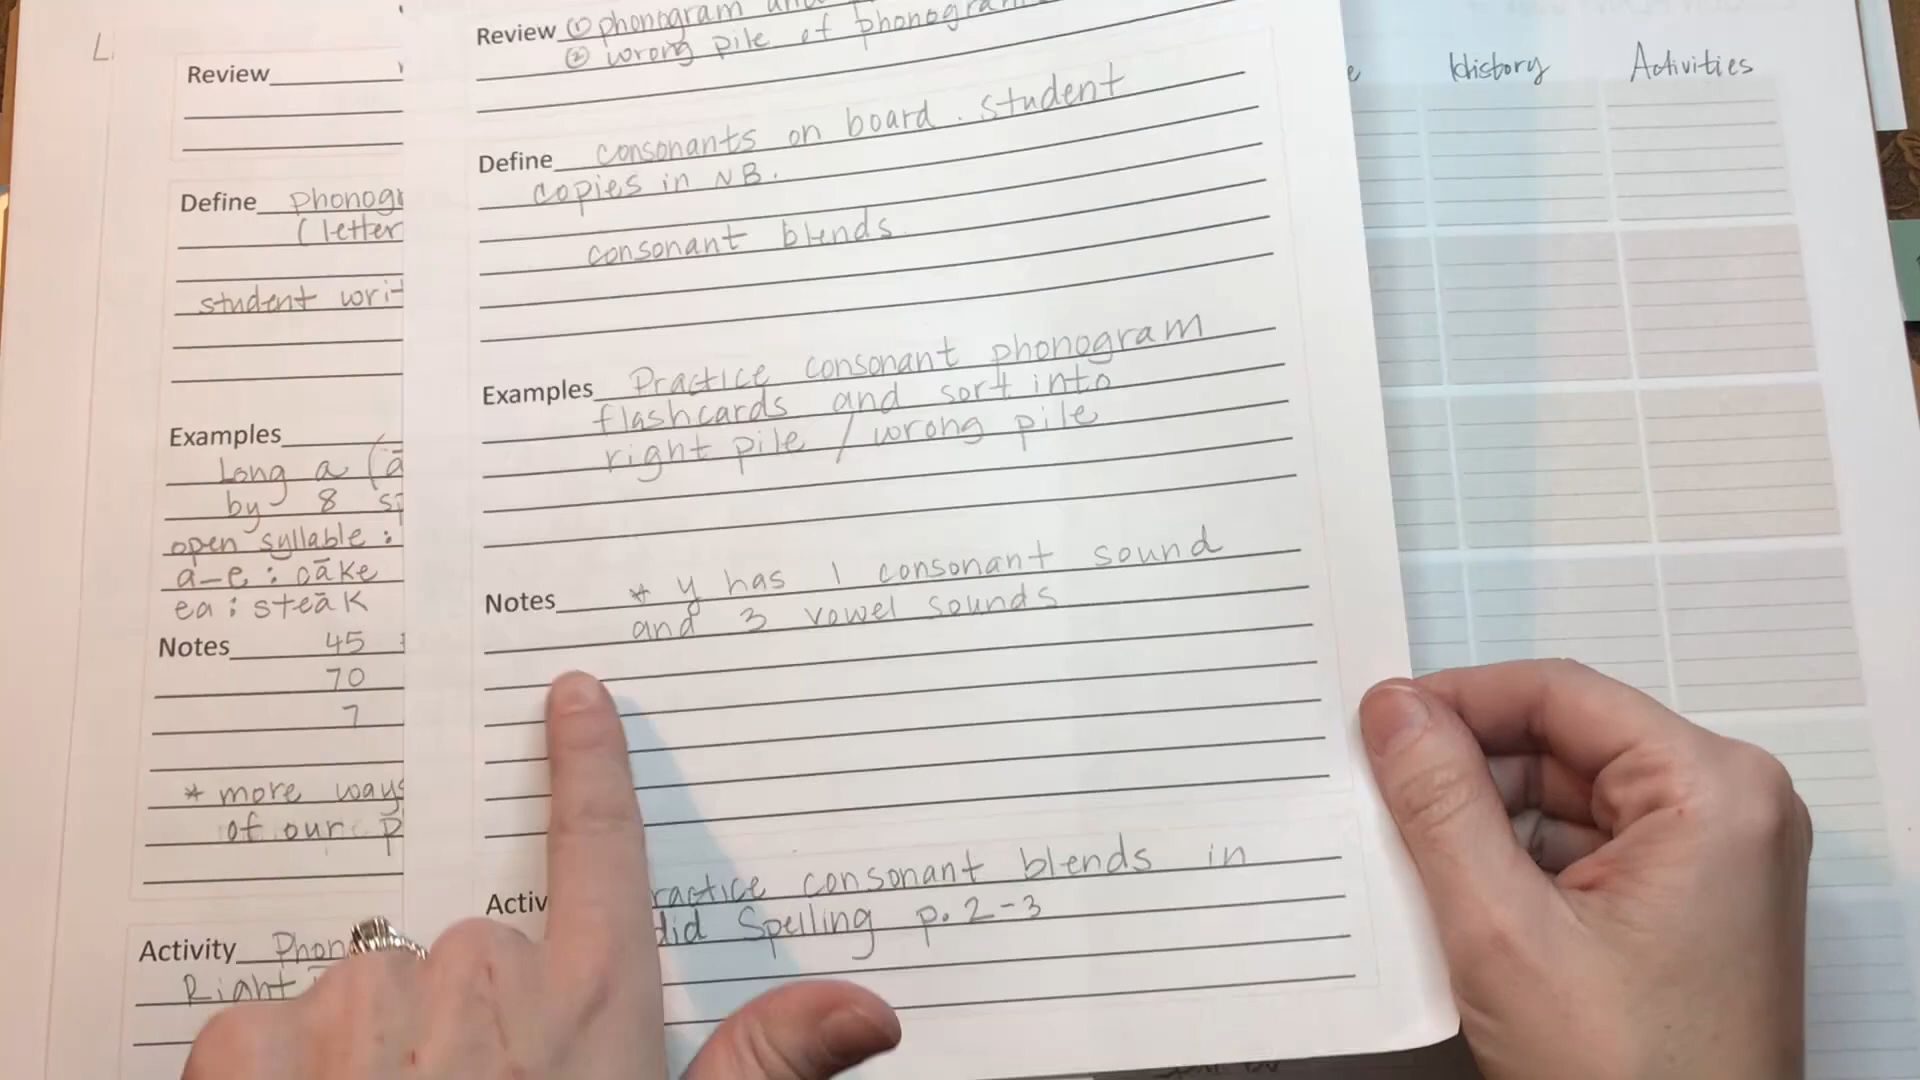 L
Review
Define phonogr
(letter
student writ
Examples
Long a (ā
by 8 sp
open syllable :
a-e : cāke
ea : steāk
Notes 45
70
7
* more ways
of our p
Activity Phon
Right
Review ① phonogram
② wrong pile of phonogram
Define consonants on board. student
copies in NB.
consonant blends
Examples Practice consonant phonogram
flashcards and sort into
right pile / wrong pile
Notes * y has 1 consonant sound
and 3 vowel sounds
Activ ractice consonant blends in
did Spelling p. 2-3
e History Activities